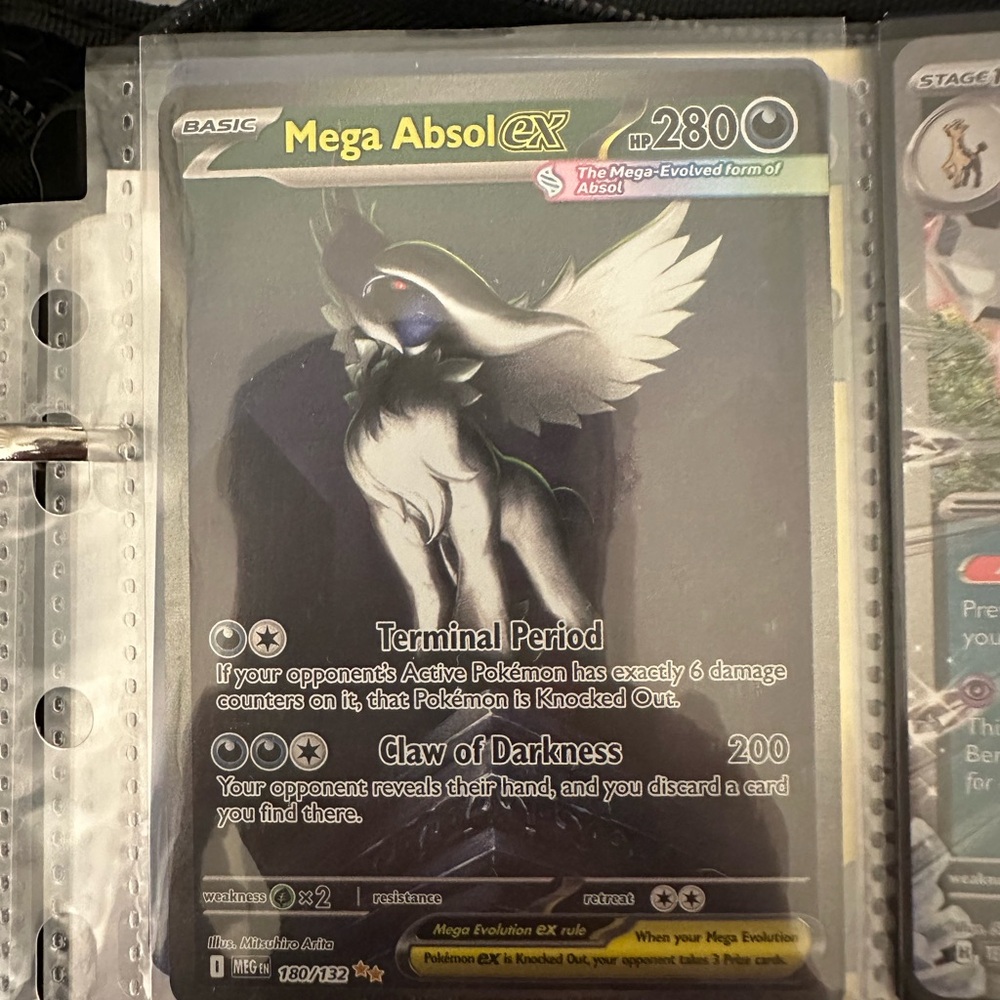 BASIC
Mega Absol ex
HP 280
The Mega-Evolved form of
Absol
Terminal Period
If your opponent's Active Pokémon has exactly 6 damage
counters on it, that Pokémon is Knocked Out.
Claw of Darkness 200
Your opponent reveals their hand, and you discard a card
you find there.
weakness ×2 resistance retreat
Illus. Mitsuhiro Arita
I MEG EN 180/132
Mega Evolution ex rule
When your Mega Evolution
Pokémon ex is Knocked Out, your opponent takes 3 Prize cards.
STAGE 1